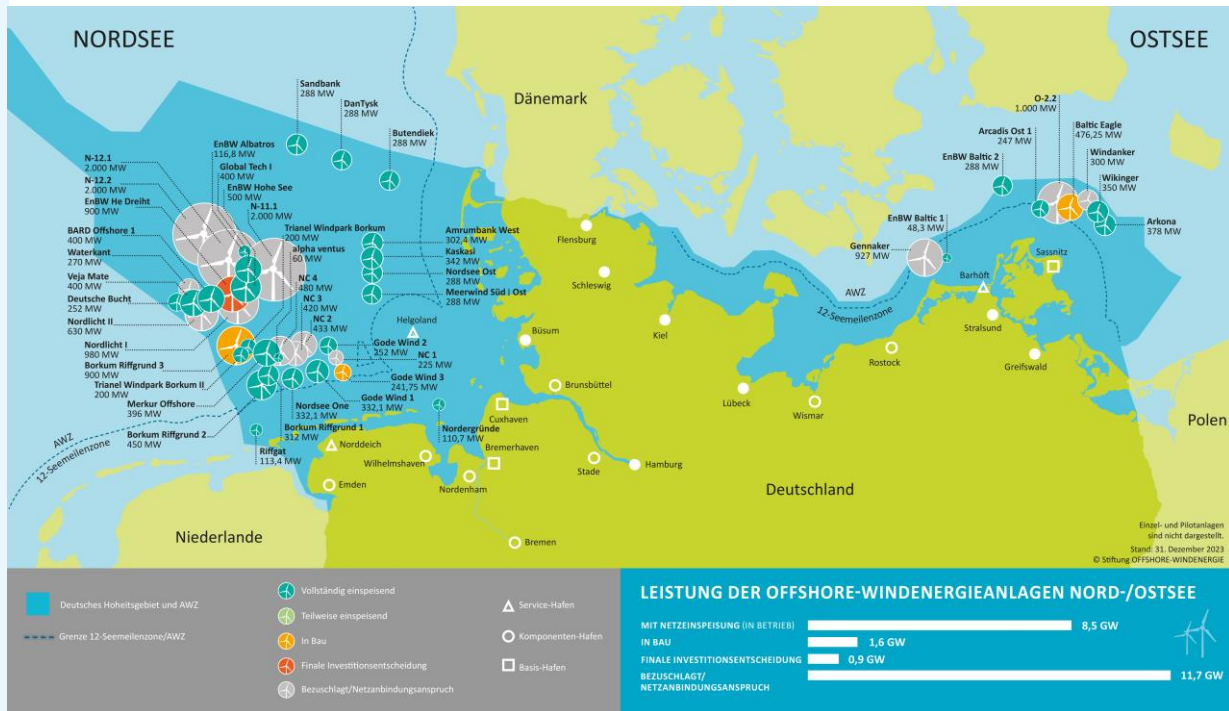 NORDSEE
OSTSEE
Dänemark
Sandbank
288 MW
DanTysk
288 MW
Butendiek
288 MW
EnBW Albatros
116,8 MW
Global Tech I
400 MW
EnBW Hohe See
500 MW
N-11.1
2.000 MW
Trianel Windpark Borkum
200 MW
alpha ventus
60 MW
NC 4
480 MW
NC 3
420 MW
NC 2
433 MW
N-12.1
2.000 MW
N-12.2
2.000 MW
EnBW He Dreiht
900 MW
BARD Offshore 1
400 MW
Waterkant
270 MW
Veja Mate
400 MW
Deutsche Bucht
252 MW
Nordlicht II
630 MW
Nordlicht I
980 MW
Borkum Riffgrund 3
900 MW
Trianel Windpark Borkum II
200 MW
Merkur Offshore
396 MW
Borkum Riffgrund 2
450 MW
Riffgat
113,4 MW
Borkum Riffgrund 1
312 MW
Nordsee One
332,1 MW
Gode Wind 1
332,1 MW
Gode Wind 2
252 MW
NC 1
225 MW
Gode Wind 3
241,75 MW
Nordergründe
110,7 MW
Amrumbank West
302,4 MW
Kaskasi
342 MW
Nordsee Ost
288 MW
Meerwind Süd | Ost
288 MW
O-2.2
1.000 MW
Arcadis Ost 1
247 MW
Baltic Eagle
476,25 MW
EnBW Baltic 2
288 MW
Windanker
300 MW
Wikinger
350 MW
Arkona
378 MW
EnBW Baltic 1
48,3 MW
Gennaker
927 MW
AWZ
12-Seemeilenzone
AWZ
12-Seemeilenzone
Helgoland
Flensburg
Schleswig
Kiel
Büsum
Brunsbüttel
Cuxhaven
Bremerhaven
Norddeich
Wilhelmshaven
Emden
Nordenham
Stade
Hamburg
Bremen
Lübeck
Wismar
Rostock
Barhöft
Sassnitz
Stralsund
Greifswald
Niederlande
Deutschland
Polen
Einzel- und Pilotanlagen
sind nicht dargestellt.
Stand: 31. Dezember 2023
© Stiftung OFFSHORE-WINDENERGIE
Deutsches Hoheitsgebiet und AWZ
Grenze 12-Seemeilenzone/AWZ
Vollständig einspeisend
Teilweise einspeisend
In Bau
Finale Investitionsentscheidung
Bezuschlagt/Netzanbindungsanspruch
Service-Hafen
Komponenten-Hafen
Basis-Hafen
LEISTUNG DER OFFSHORE-WINDENERGIEANLAGEN NORD-/OSTSEE
MIT NETZEINSPEISUNG (IN BETRIEB)
8,5 GW
IN BAU
1,6 GW
FINALE INVESTITIONSENTSCHEIDUNG
0,9 GW
BEZUSCHLAGT/
NETZANBINDUNGSANSPRUCH
11,7 GW